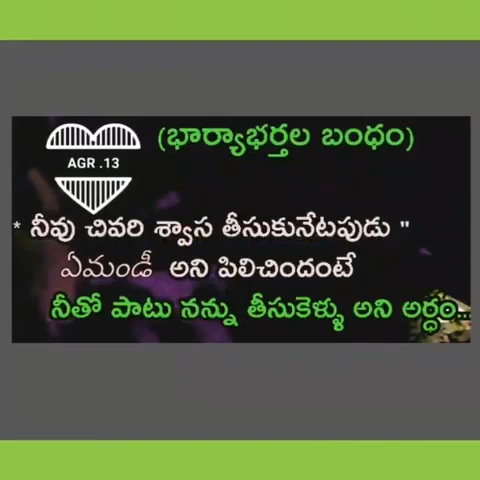 (భార్యాభర్తల బంధం)
AGR .13
* నీవు చివరి శ్వాస తీసుకునేటపుడు "
ఏమండీ అని పిలిచిందంటే
నీతో పాటు నన్ను తీసుకెళ్ళు అని అర్ధం...